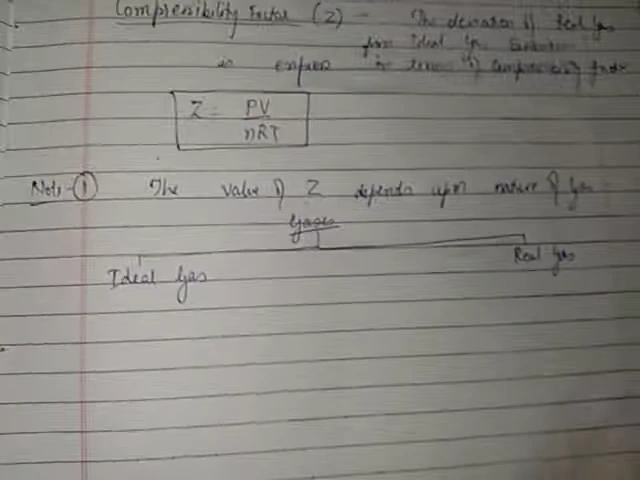 Compressibility Factor (Z) - The deviation of Real Gas
from Ideal Gas Behaviour
is express in terms of compressibility factor
Z = PV
nRT
Note-① The value of Z depends upon nature of Gas
Gases
Ideal Gas
Real Gas